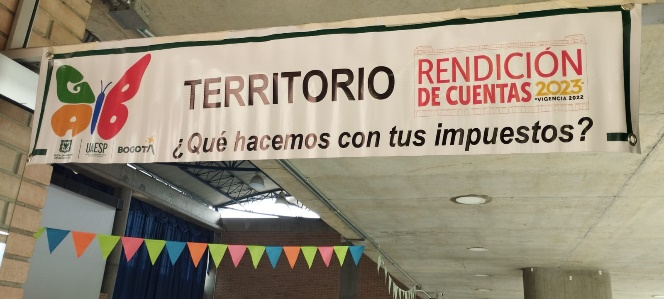 TERRITORIO
RENDICIÓN
DE CUENTAS 2023
*VIGENCIA 2022
¿Qué hacemos con tus impuestos?
UAESP
BOGOTÁ